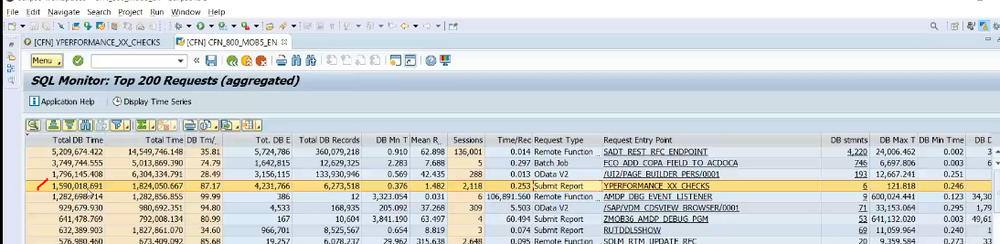 File Edit Navigate Search Project Run Window Help
[CFN] YPERFORMANCE_XX_CHECKS [CFN] CFN_800_MOB5_EN
Menu
SQL Monitor: Top 200 Requests (aggregated)
Application Help Display Time Series
Total DB Time Total Time DB Tm/_ Tot. DB E Total DB Records DB Mn T Mean R_ Sessions Time/Rec Request Type Request Entry Point DB stmnts DB Max T DB Min Time DB D
5,209,674.422 14,549,746.148 35.81 5,724,786 360,079,218 0.910 62.898 136,001 0.014 Remote Function SADT_REST_RFC_ENDPOINT 4,220 24,006.462 0.002 3
3,749,744.555 5,013,869.390 74.79 1,642,815 12,629,325 2.283 7.688 5 0.297 Batch Job FCO_ADD_COPA_FIELD_TO_ACDOCA 746 6,697.806 0.003 6
1,796,145.408 6,304,334.791 28.49 3,156,115 133,930,946 0.569 42.435 288 0.013 OData V2 /UI2/PAGE_BUILDER_PERS/0001 193 12,667.241 0.251
1,590,018.691 1,824,050.667 87.17 4,231,766 6,273,518 0.376 1.482 2,118 0.253 Submit Report YPERFORMANCE_XX_CHECKS 6 121.818 0.246
1,282,698.714 1,282,856.855 99.99 386 12 3,323.054 0.031 6 106,891.560 Remote Function AMDP_DBG_EVENT_LISTENER 9 600,024.441 0.123 34,30
929,679.930 980,692.351 94.80 4,533 168,935 205.092 37.268 309 5.503 OData V2 /SAP/VDM_CDSVIEW_BROWSER/0001 71 33,153.064 0.295 1,79
641,478.769 792,008.134 80.99 167 10,604 3,841.190 63.497 4 60.494 Submit Report ZMOB36_AMDP_DEBUG_PGM 53 641,132.020 0.003 49,61
632,389.903 1,827,861.070 34.60 966,701 8,525,567 0.654 8.819 3 0.074 Submit Report RUTDDLSSHOW 69 11,059.964 0.240 1
576,980.460 673,409.092 85.68 19,257 6,078,237 29.962 315.638 2,648 0.095 Remote Function SOLM_RTM_UPDATE_RFC 20 9,359.584 0.273 33